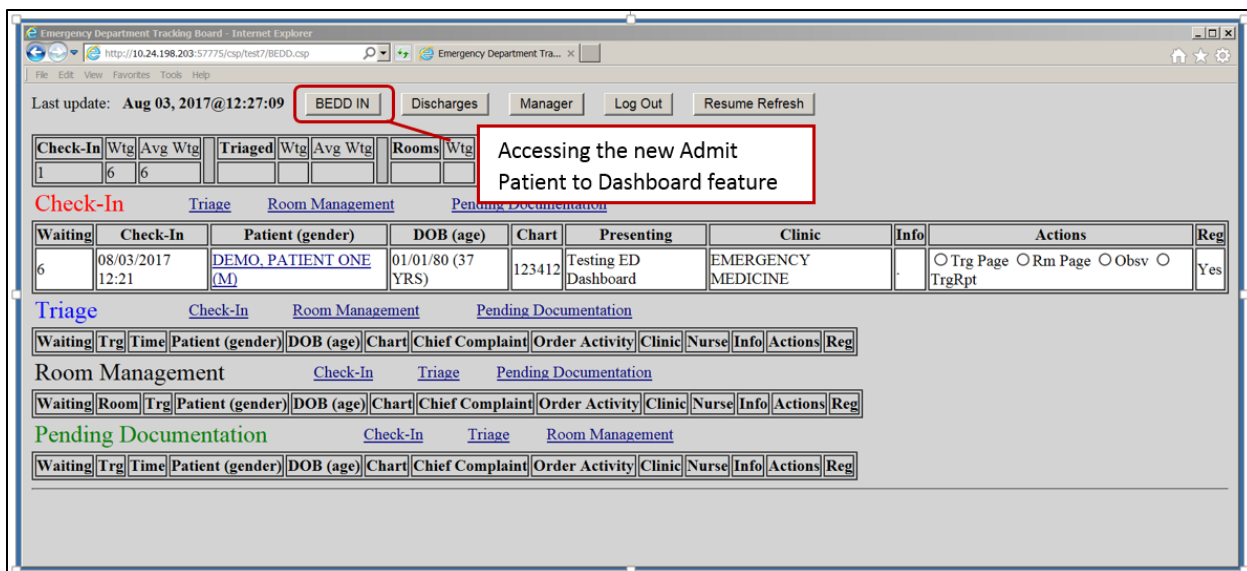 Emergency Department Tracking Board - Internet Explorer
http://10.24.198.203:57775/csp/test7/BEDD.csp Emergency Department Tra... ×
File Edit View Favorites Tools Help
Last update: Aug 03, 2017@12:27:09 BEDD IN Discharges Manager Log Out Resume Refresh
Check-In Wtg Avg Wtg Triaged Wtg Avg Wtg Rooms Wtg
1 6 6
Accessing the new Admit
Patient to Dashboard feature
Check-In Triage Room Management Pending Documentation
Waiting Check-In Patient (gender) DOB (age) Chart Presenting Clinic Info Actions Reg
6 08/03/2017 12:21 DEMO, PATIENT ONE (M) 01/01/80 (37 YRS) 123412 Testing ED Dashboard EMERGENCY MEDICINE . Trg Page Rm Page Obsv TrgRpt Yes
Triage Check-In Room Management Pending Documentation
Waiting Trg Time Patient (gender) DOB (age) Chart Chief Complaint Order Activity Clinic Nurse Info Actions Reg
Room Management Check-In Triage Pending Documentation
Waiting Room Trg Patient (gender) DOB (age) Chart Chief Complaint Order Activity Clinic Nurse Info Actions Reg
Pending Documentation Check-In Triage Room Management
Waiting Trg Time Patient (gender) DOB (age) Chart Chief Complaint Order Activity Clinic Nurse Info Actions Reg